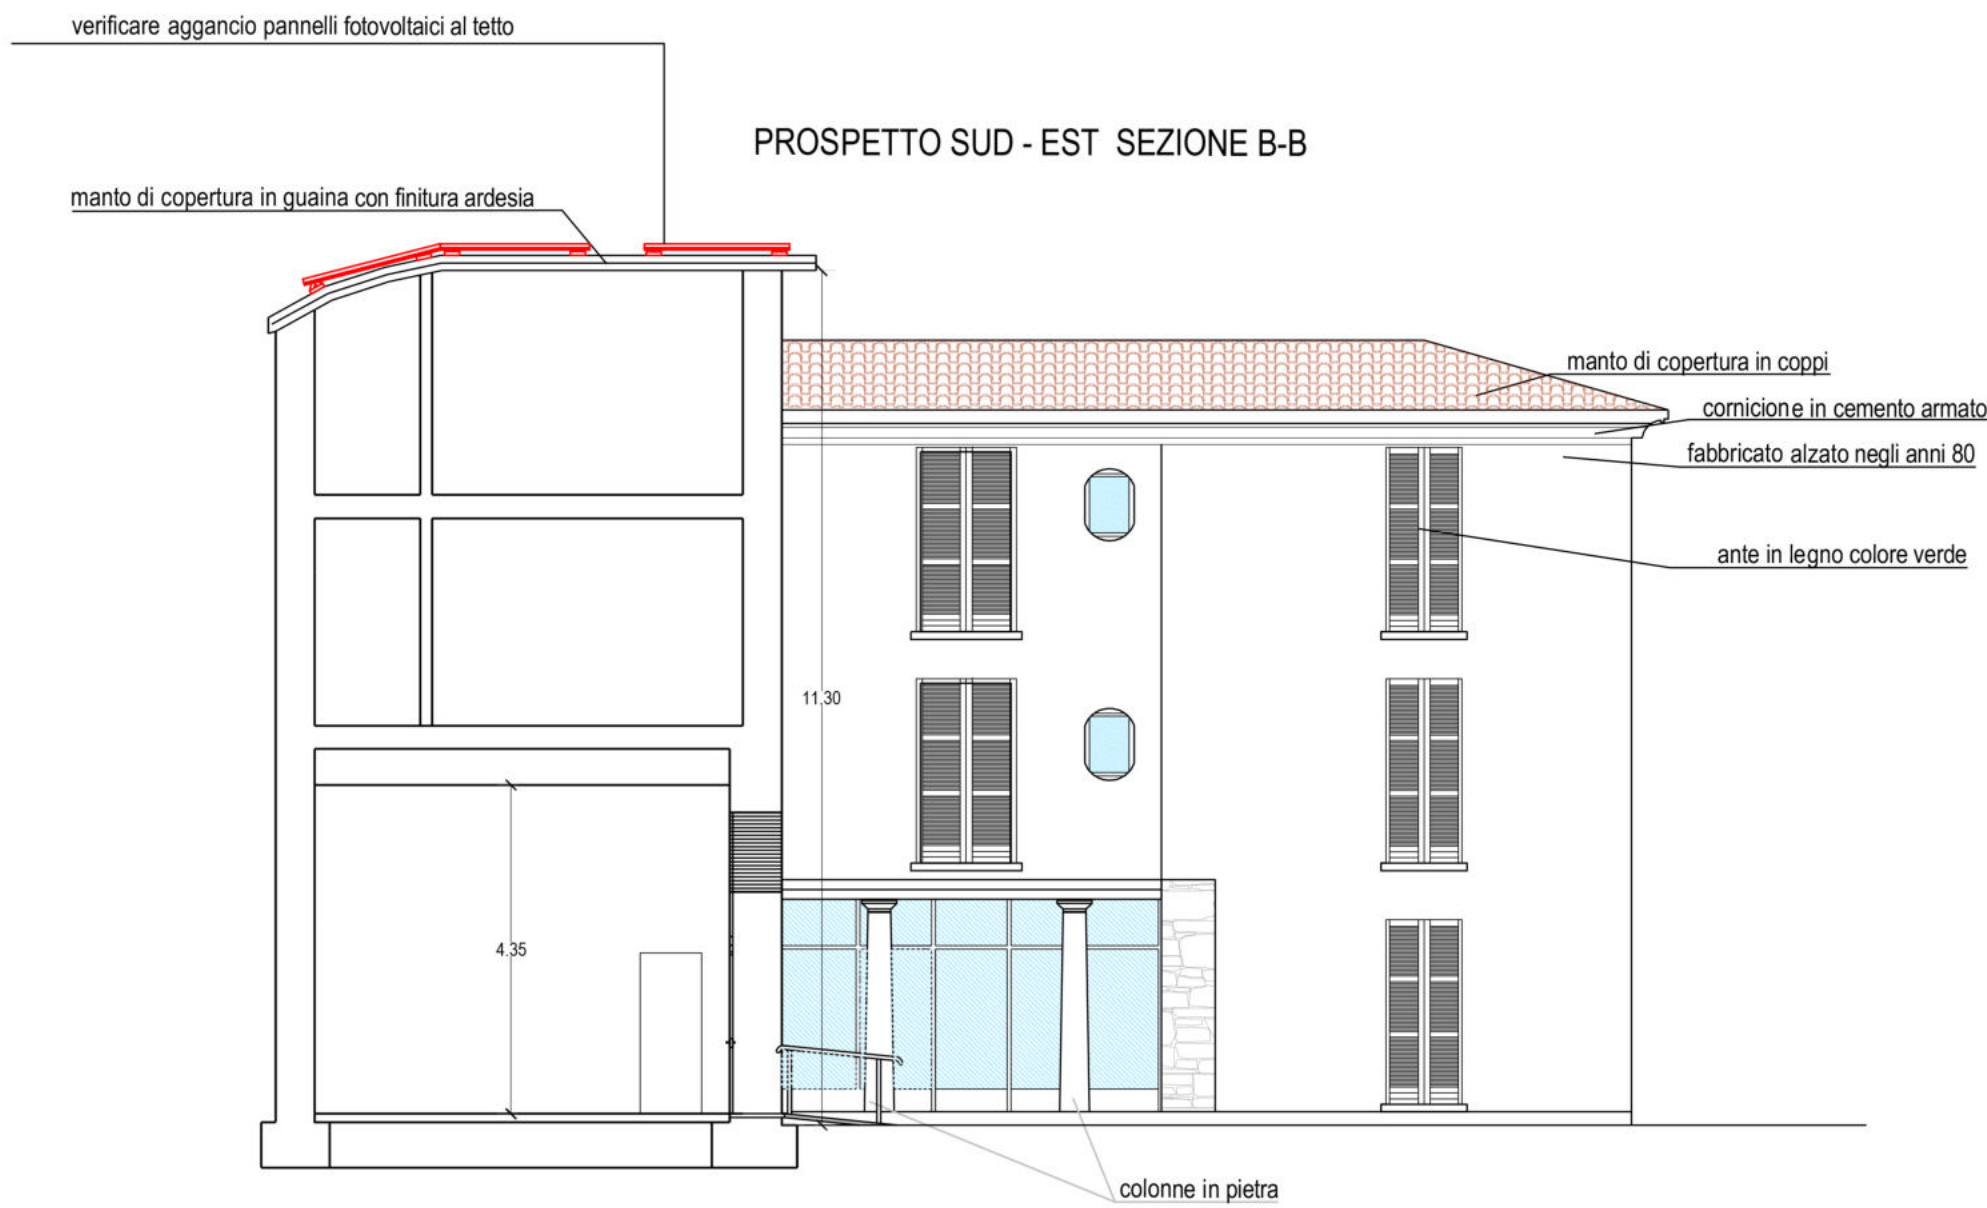 verificare aggancio pannelli fotovoltaici al tetto
PROSPETTO SUD - EST SEZIONE B-B
manto di copertura in guaina con finitura ardesia
manto di copertura in coppi
cornicione in cemento armato
fabbricato alzato negli anni 80
ante in legno colore verde
11.30
4.35
colonne in pietra